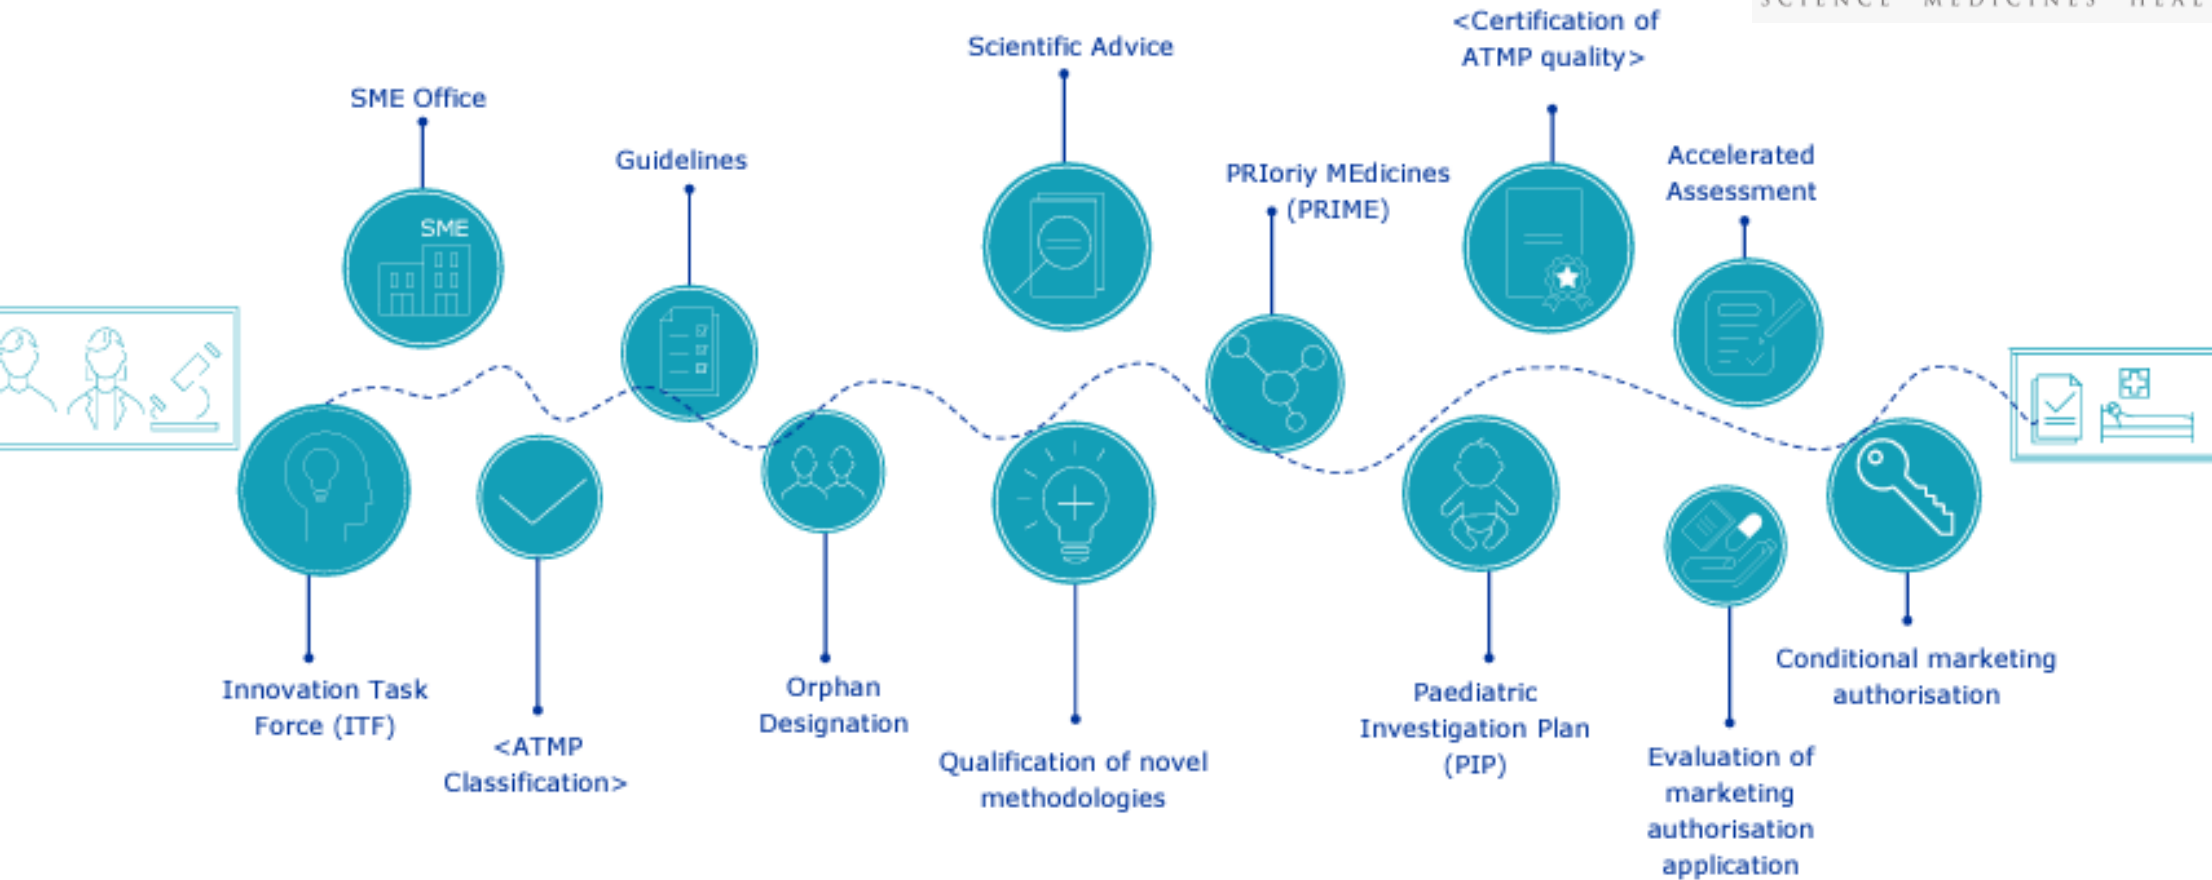 SCIENCE MEDICINES
<Certification of
ATMP quality>
Scientific Advice
SME Office
Guidelines
PRIoriy MEdicines
(PRIME)
Accelerated
Assessment
SME
Innovation Task
Force (ITF)
<ATMP
Classification>
Orphan
Designation
Qualification of novel
methodologies
Paediatric
Investigation Plan
(PIP)
Conditional marketing
authorisation
Evaluation of
marketing
authorisation
application